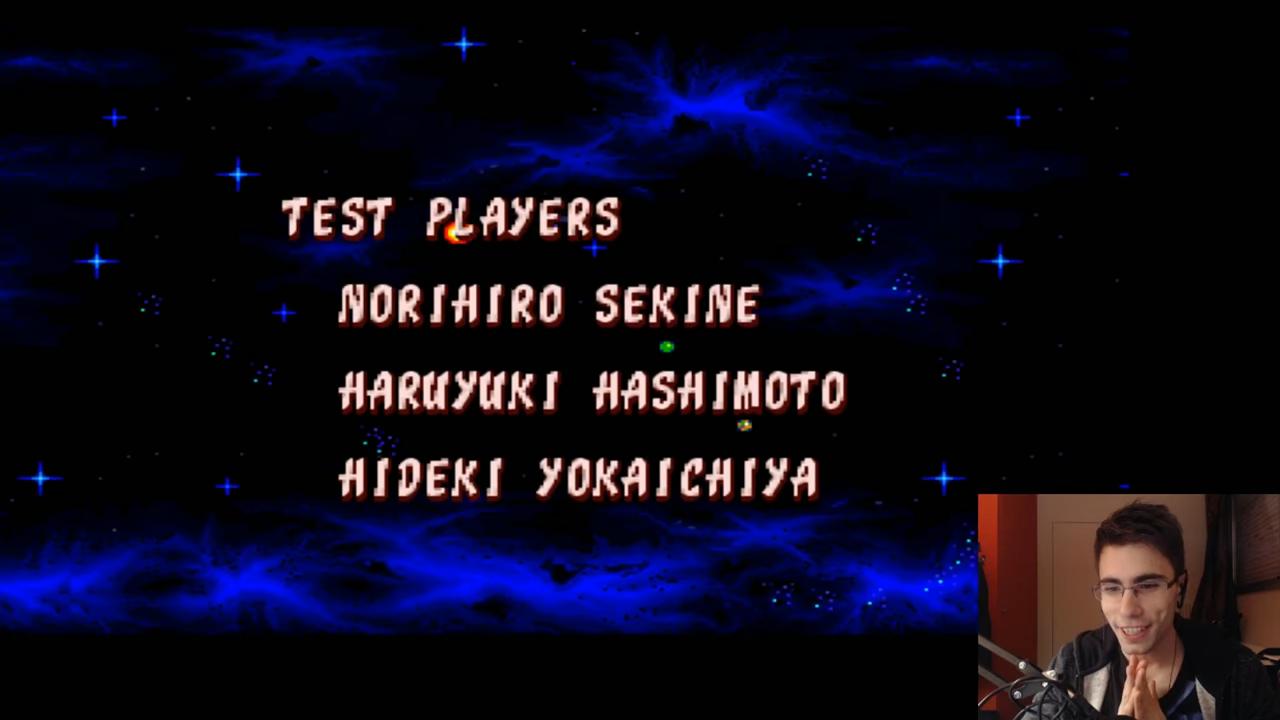 TEST PLAYERS
NORIHIRO SEKINE
HARUYUKI HASHIMOTO
HIDEKI YOKAICHIYA